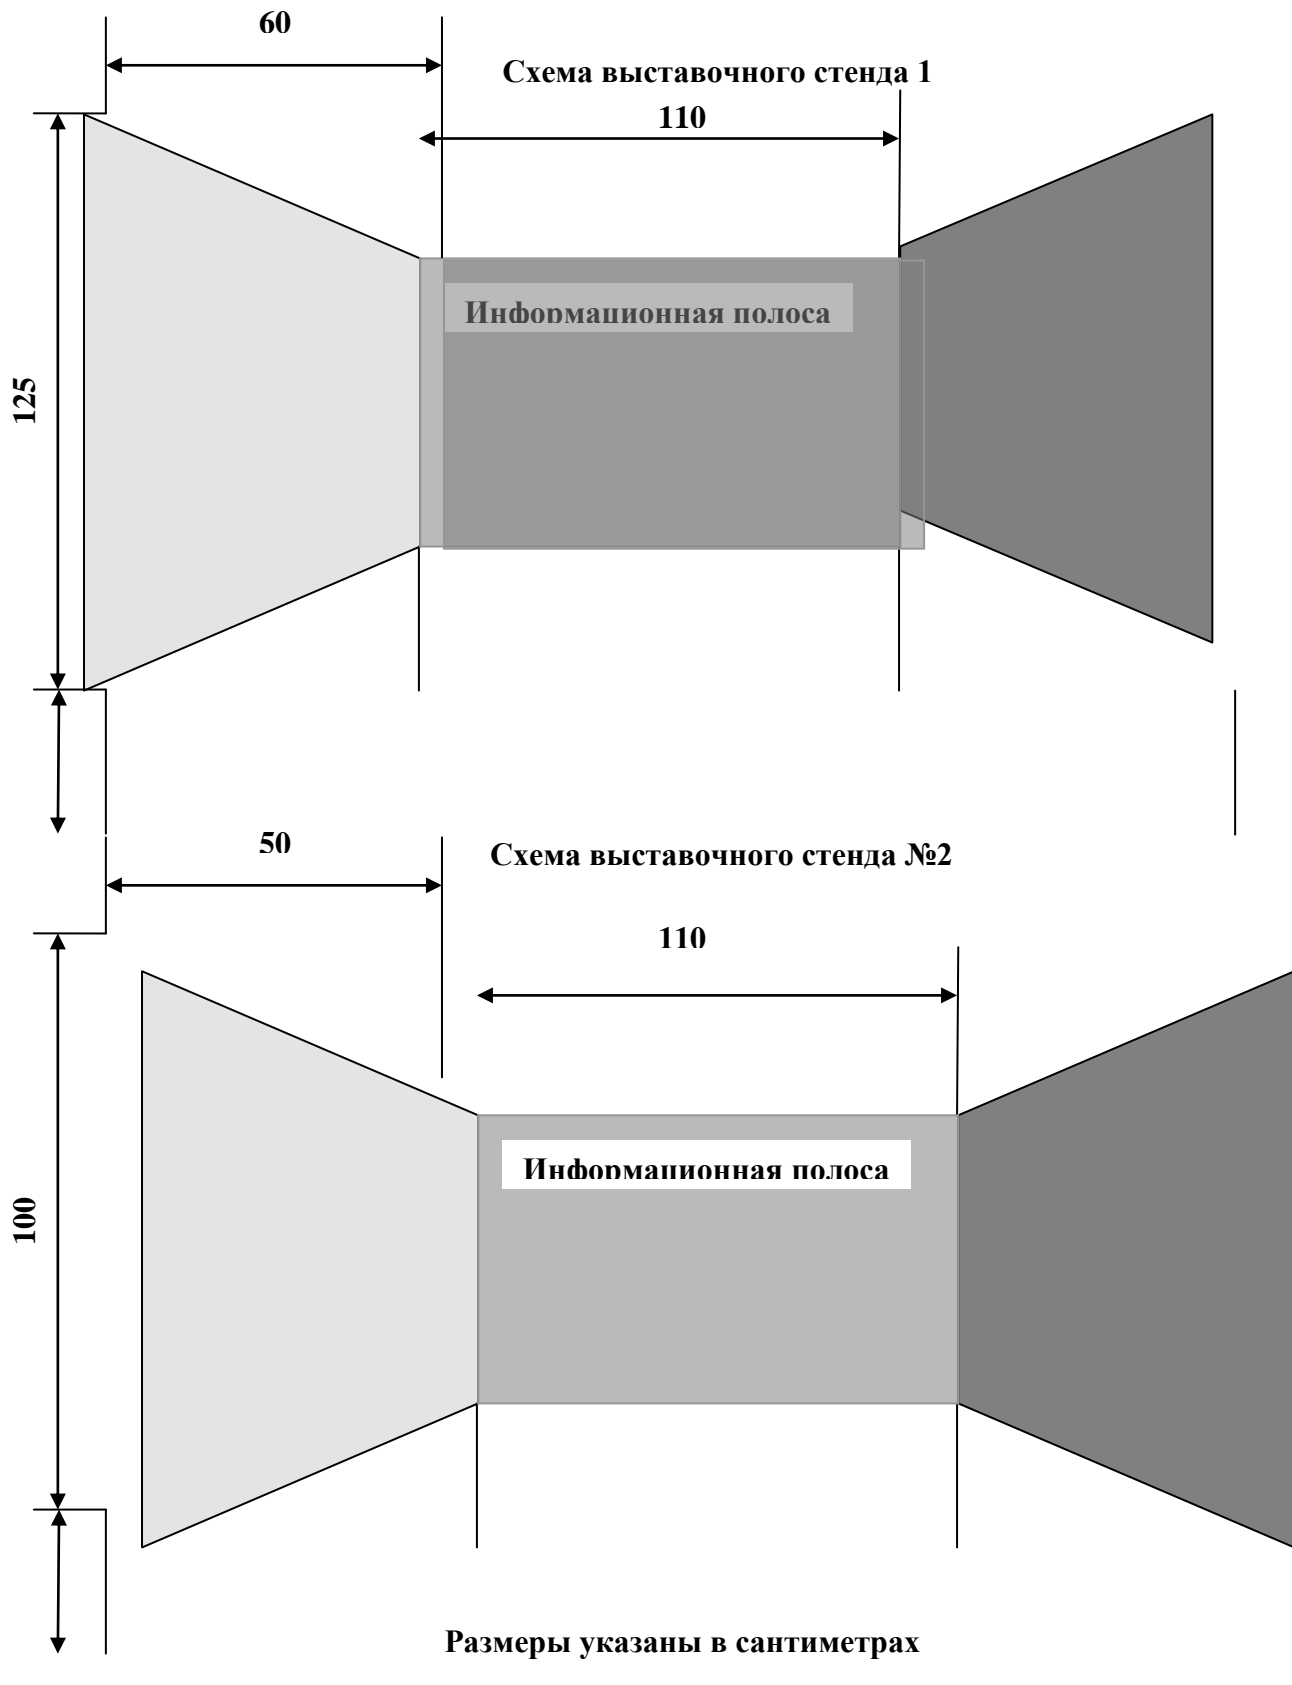 60
Схема выставочного стенда 1
110
Информационная полоса
125
50
Схема выставочного стенда №2
110
Информационная полоса
100
Размеры указаны в сантиметрах